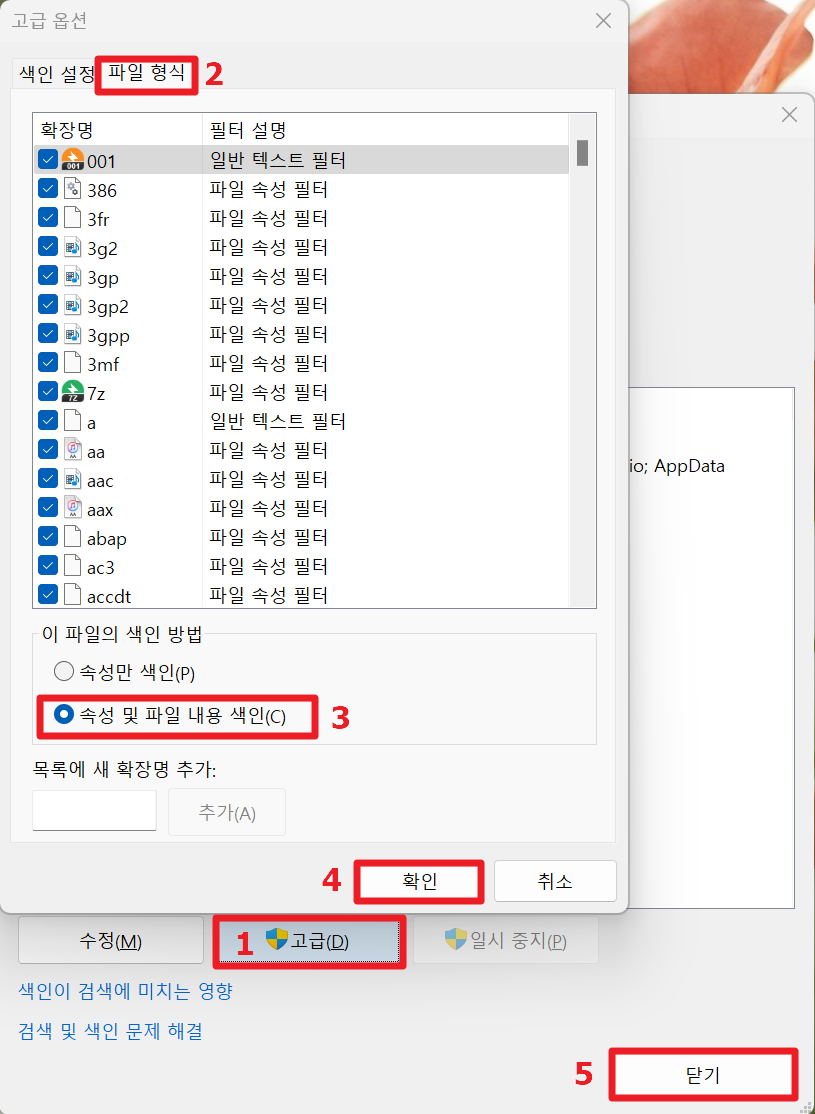 고급 옵션
색인 설정 파일 형식 2
확장명 필터 설명
001 001 일반 텍스트 필터
386 파일 속성 필터
3fr 파일 속성 필터
3g2 파일 속성 필터
3gp 파일 속성 필터
3gp2 파일 속성 필터
3gpp 파일 속성 필터
3mf 파일 속성 필터
7Z 7z 파일 속성 필터
a 일반 텍스트 필터
AA aa 파일 속성 필터
io; AppData
aac 파일 속성 필터
aax 파일 속성 필터
abap 파일 속성 필터
ac3 파일 속성 필터
accdt 파일 속성 필터
이 파일의 색인 방법
속성만 색인(P)
속성 및 파일 내용 색인(C) 3
목록에 새 확장명 추가:
추가(A)
4 확인 취소
수정(M) 1 고급(D) 일시 중지(P)
색인이 검색에 미치는 영향
검색 및 색인 문제 해결
5 닫기